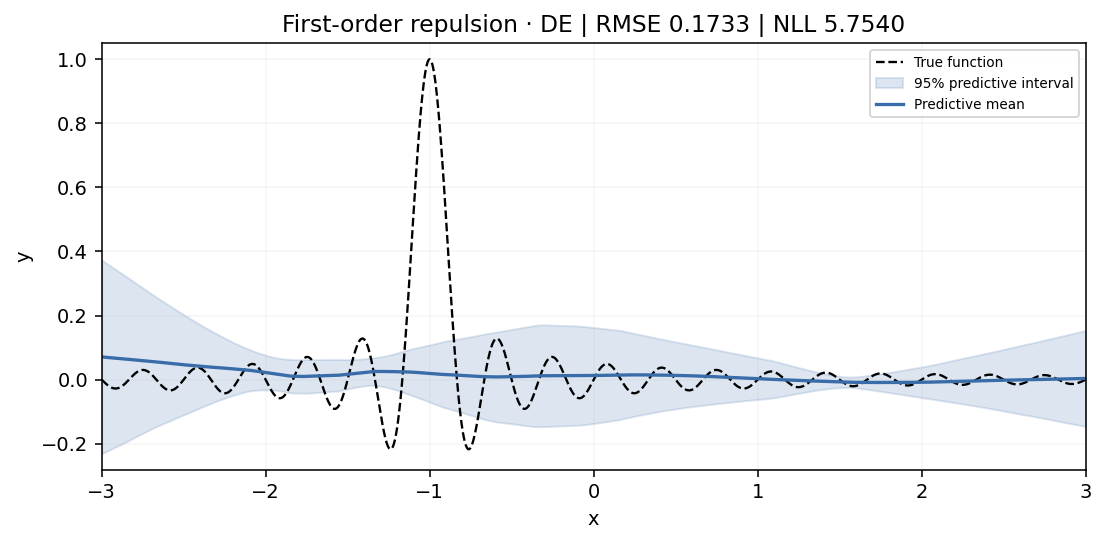 First-order repulsion · DE | RMSE 0.1733 | NLL 5.7540
True function
95% predictive interval
Predictive mean
1.0
0.8
0.6
0.4
0.2
0.0
−0.2
y
−3
−2
−1
0
1
2
3
x